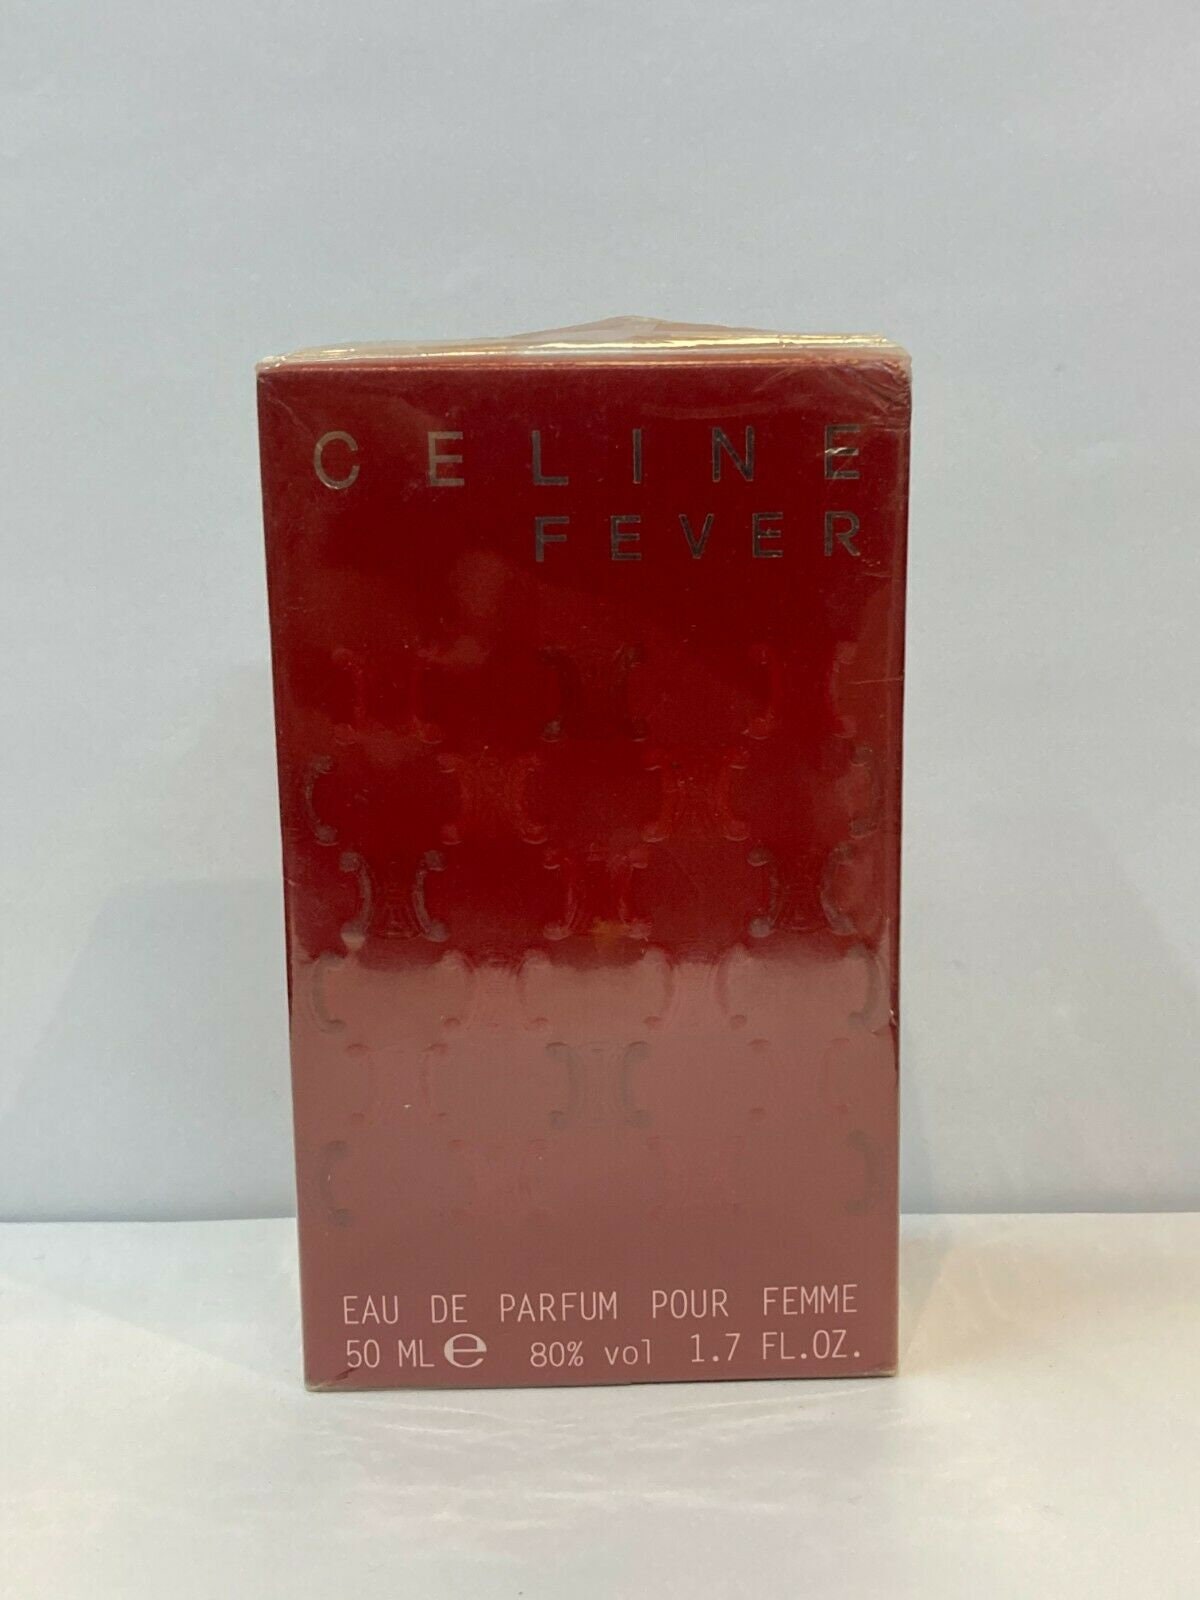 CELINE
FEVER
EAU DE PARFUM POUR FEMME
50 ML ℮ 80% vol 1.7 FL.OZ.